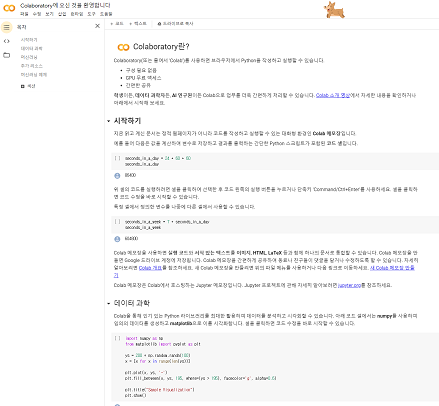 Colaboratory에 오신 것을 환영합니다
파일 수정 보기 삽입 런타임 도구 도움말
목차
+ 코드 + 텍스트 드라이브로 복사
시작하기
데이터 과학
머신러닝
추가 리소스
머신러닝 예제
섹션
Colaboratory란?
Colaboratory(또는 줄여서 'Colab')를 사용하면 브라우저에서 Python을 작성하고 실행할 수 있습니다.
• 구성 필요 없음
• GPU 무료 액세스
• 간편한 공유
학생이든, 데이터 과학자든, AI 연구원이든 Colab으로 업무를 더욱 간편하게 처리할 수 있습니다. Colab 소개 영상에서 자세한 내용을 확인하거나
아래에서 시작해 보세요.
시작하기
지금 읽고 계신 문서는 정적 웹페이지가 아니라 코드를 작성하고 실행할 수 있는 대화형 환경인 Colab 메모장입니다.
예를 들어 다음은 값을 계산하여 변수로 저장하고 결과를 출력하는 간단한 Python 스크립트가 포함된 코드 셀입니다.
[ ] seconds_in_a_day = 24 * 60 * 60
seconds_in_a_day
86400
위 셀의 코드를 실행하려면 셀을 클릭하여 선택한 후 코드 왼쪽의 실행 버튼을 누르거나 단축키 'Command/Ctrl+Enter'를 사용하세요. 셀을 클릭하
면 코드 수정을 바로 시작할 수 있습니다.
특정 셀에서 정의한 변수를 나중에 다른 셀에서 사용할 수 있습니다.
[ ] seconds_in_a_week = 7 * seconds_in_a_day
seconds_in_a_week
604800
Colab 메모장을 사용하면 실행 코드와 서식 있는 텍스트를 이미지, HTML, LaTeX 등과 함께 하나의 문서로 통합할 수 있습니다. Colab 메모장을 만
들면 Google 드라이브 계정에 저장됩니다. Colab 메모장을 간편하게 공유하여 동료나 친구들이 댓글을 달거나 수정하도록 할 수 있습니다. 자세히
알아보려면 Colab 개요를 참조하세요. 새 Colab 메모장을 만들려면 위의 파일 메뉴를 사용하거나 다음 링크로 이동하세요. 새 Colab 메모장 만들
기
Colab 메모장은 Colab에서 호스팅하는 Jupyter 메모장입니다. Jupyter 프로젝트에 관해 자세히 알아보려면 jupyter.org를 참조하세요.
데이터 과학
Colab을 통해 인기 있는 Python 라이브러리를 최대한 활용하여 데이터를 분석하고 시각화할 수 있습니다. 아래 코드 셀에서는 numpy를 사용하여
임의의 데이터를 생성하고 matplotlib으로 이를 시각화합니다. 셀을 클릭하면 코드 수정을 바로 시작할 수 있습니다.
[ ] import numpy as np
from matplotlib import pyplot as plt
ys = 200 + np.random.randn(100)
x = [x for x in range(len(ys))]
plt.plot(x, ys, '-')
plt.fill_between(x, ys, 195, where=(ys > 195), facecolor='g', alpha=0.6)
plt.title("Sample Visualization")
plt.show()